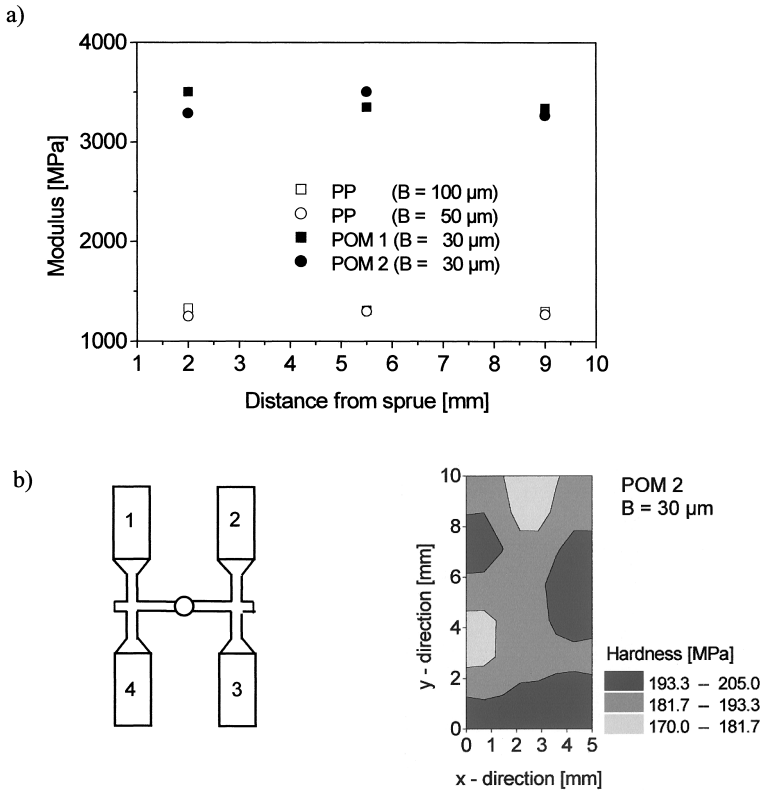 a)
4000
3000
2000
1000
Modulus [MPa]
PP (B = 100 µm)
PP (B = 50 µm)
POM 1 (B = 30 µm)
POM 2 (B = 30 µm)
1 2 3 4 5 6 7 8 9 10
Distance from sprue [mm]
b)
1 2
4 3
10
8
6
4
2
0
y - direction [mm]
0 1 2 3 4 5
x - direction [mm]
POM 2
B = 30 µm
Hardness [MPa]
193.3 – 205.0
181.7 – 193.3
170.0 – 181.7